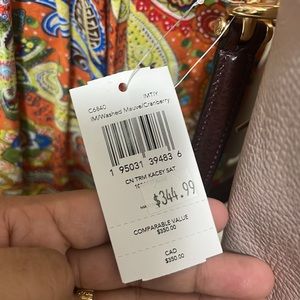 C6840 IMTIY
IM/Washed Mauve/Cranberry
1 95031 39483 6
CN TRM KACEY SAT
$344.99
COMPARABLE VALUE
$350.00
CAD
$350.00